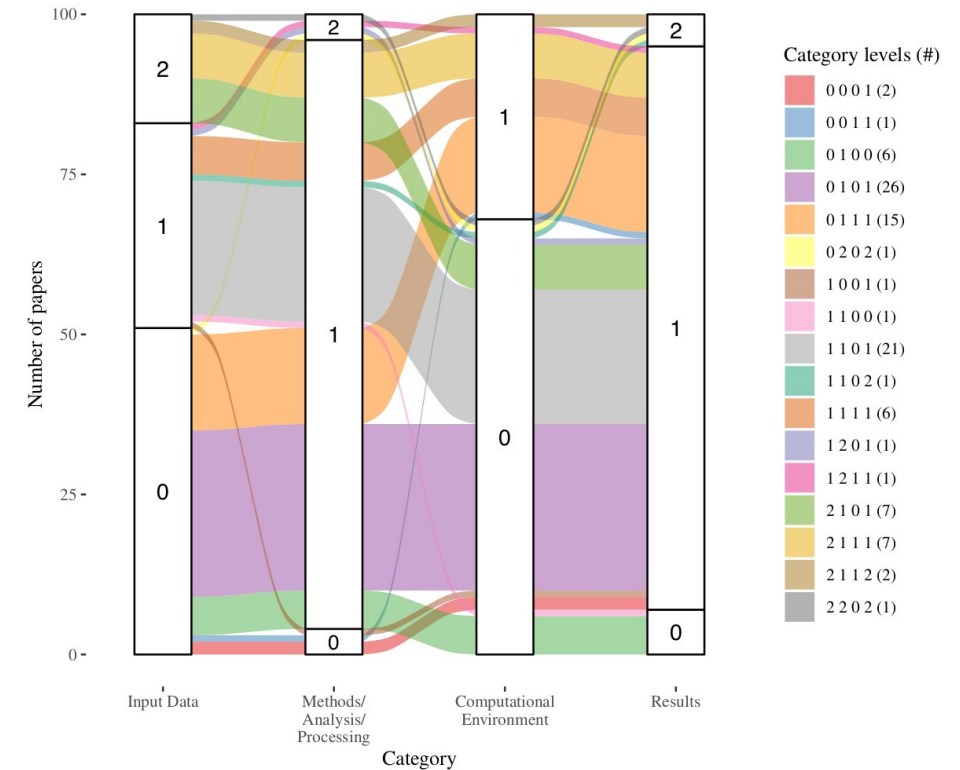 100
75
50
25
0
Number of papers
2
1
0
2
1
0
1
0
2
1
0
Input Data
Methods/
Analysis/
Processing
Computational
Environment
Results
Category
Category levels (#)
0 0 0 1 (2)
0 0 1 1 (1)
0 1 0 0 (6)
0 1 0 1 (26)
0 1 1 1 (15)
0 2 0 2 (1)
1 0 0 1 (1)
1 1 0 0 (1)
1 1 0 1 (21)
1 1 0 2 (1)
1 1 1 1 (6)
1 2 0 1 (1)
1 2 1 1 (1)
2 1 0 1 (7)
2 1 1 1 (7)
2 1 1 2 (2)
2 2 0 2 (1)